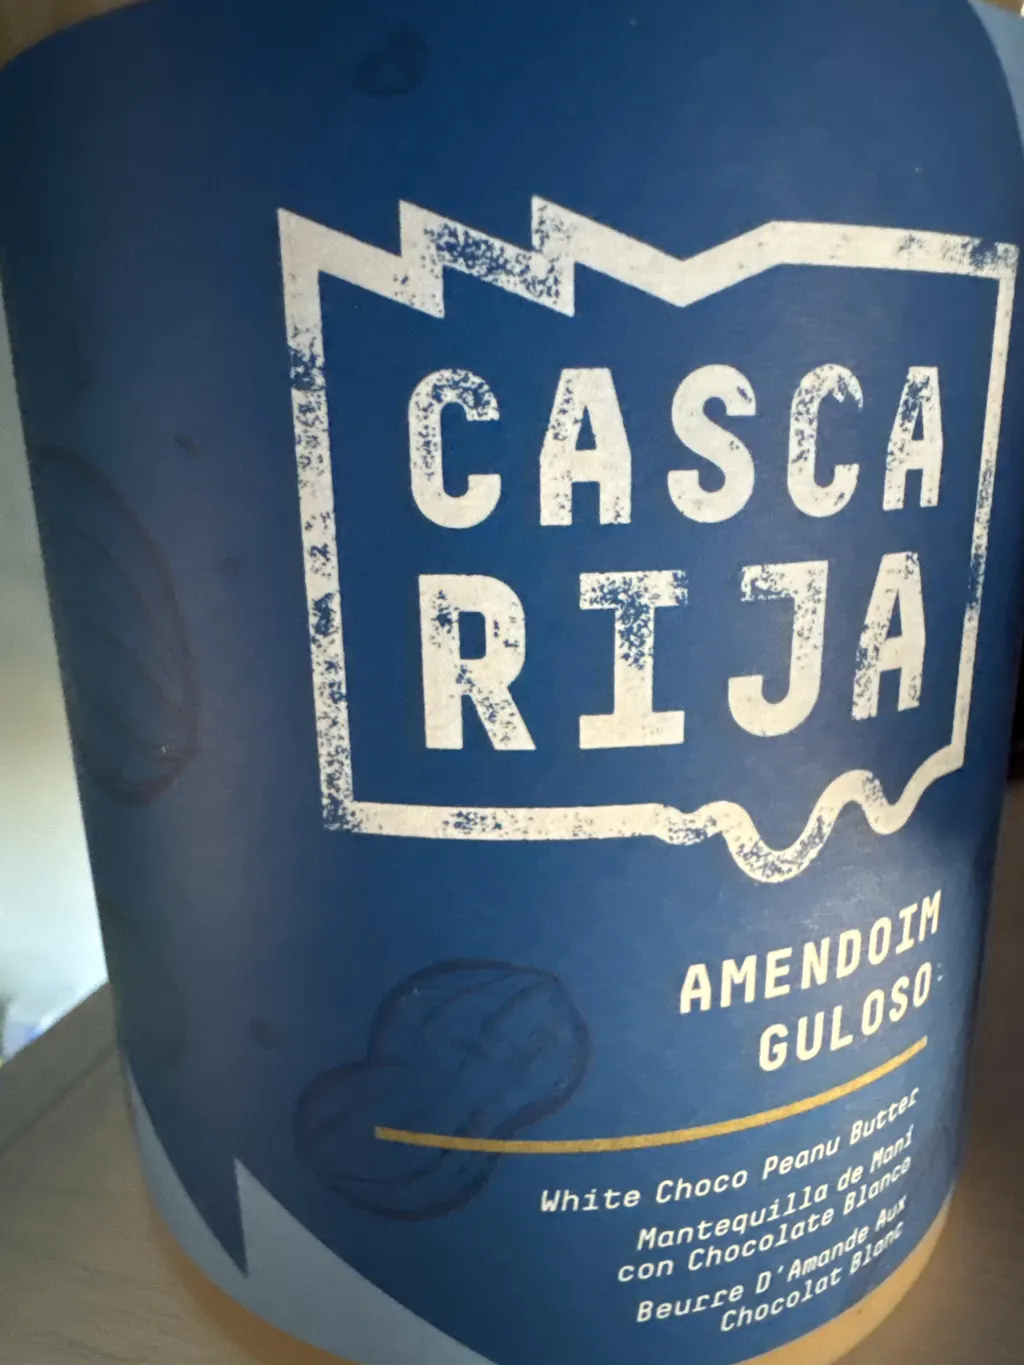 CASCA
RIJA
AMENDOIM
GULOSO
White Choco Peanu Butter
Mantequilla de Maní
con Chocolate Blanco
Beurre D'Amande Aux
Chocolat Blanc